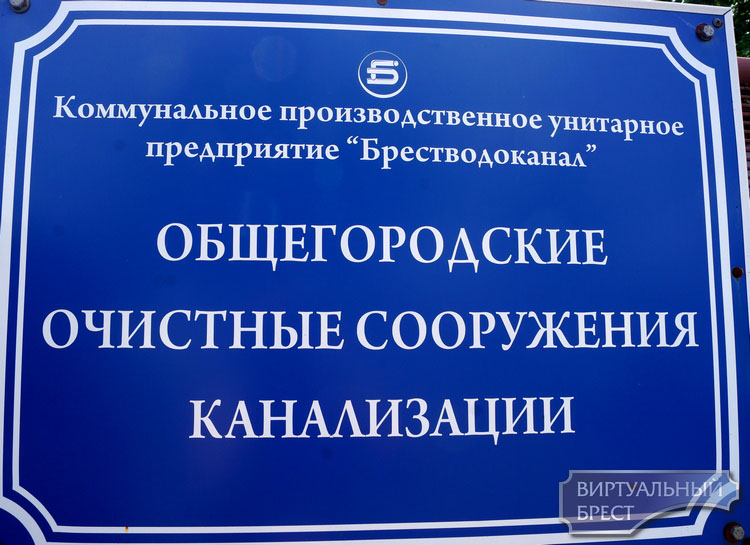 Б
Коммунальное производственное унитарное
предприятие “Брестводоканал”
ОБЩЕГОРОДСКИЕ
ОЧИСТНЫЕ СООРУЖЕНИЯ
КАНАЛИЗАЦИИ
ВИРТУАЛЬНЫЙ
БРЕСТ